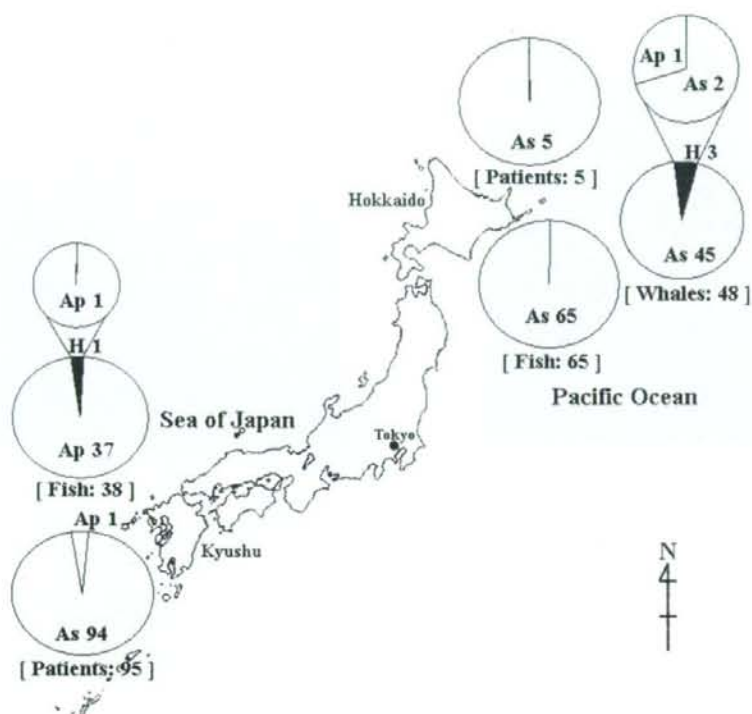 Ap 1
As 2
H 3
As 45
[ Whales: 48 ]
As 5
[ Patients: 5 ]
Hokkaido
As 65
[ Fish: 65 ]
Pacific Ocean
Ap 1
H 1
Ap 37
[ Fish: 38 ]
Sea of Japan
Tokyo
Ap 1
Kyushu
As 94
[ Patients: 95 ]
N